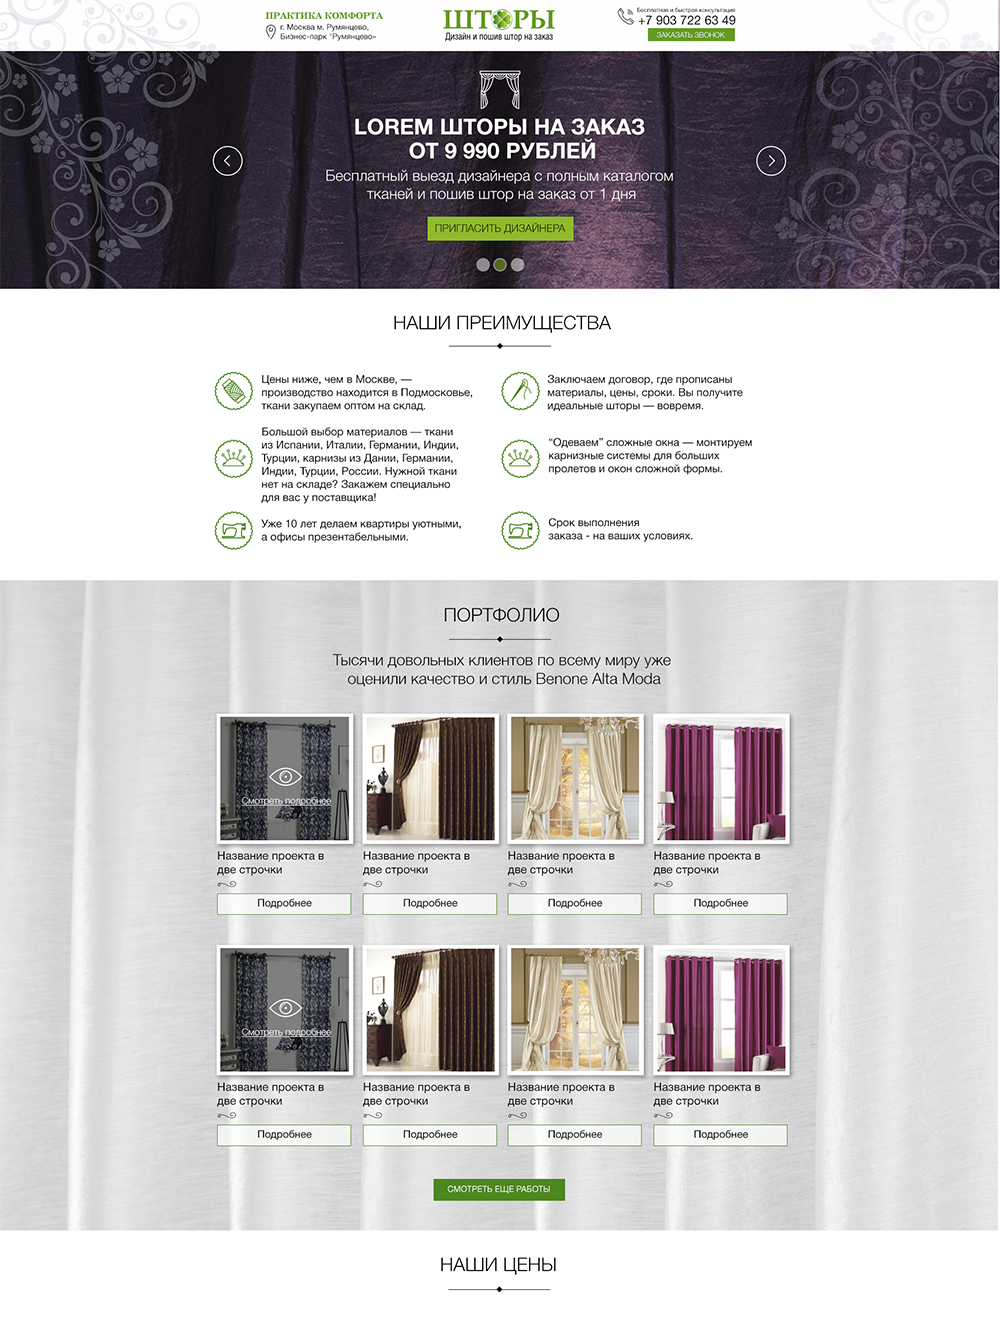 ПРАКТИКА КОМФОРТА
г. Москва м. Румянцево,
Бизнес-парк "Румянцево»
ШТОРЫ
Дизайн и пошив штор на заказ
Бесплатная и быстрая консультация
+7 903 722 63 49
ЗАКАЗАТЬ ЗВОНОК
LOREM ШТОРЫ НА ЗАКАЗ
ОТ 9 990 РУБЛЕЙ
Бесплатный выезд дизайнера с полным каталогом
тканей и пошив штор на заказ от 1 дня
ПРИГЛАСИТЬ ДИЗАЙНЕРА
НАШИ ПРЕИМУЩЕСТВА
Цены ниже, чем в Москве, —
производство находится в Подмосковье,
ткани закупаем оптом на склад.
Заключаем договор, где прописаны
материалы, цены, сроки. Вы получите
идеальные шторы — вовремя.
Большой выбор материалов — ткани
из Испании, Италии, Германии, Индии,
Турции, карнизы из Дании, Германии,
Индии, Турции, России. Нужной ткани
нет на складе? Закажем специально
для вас у поставщика!
“Одеваем” сложные окна — монтируем
карнизные системы для больших
пролетов и окон сложной формы.
Уже 10 лет делаем квартиры уютными,
а офисы презентабельными.
Срок выполнения
заказа - на ваших условиях.
ПОРТФОЛИО
Тысячи довольных клиентов по всему миру уже
оценили качество и стиль Benone Alta Moda
Смотреть подробнее
Название проекта в
две строчки
Подробнее
Название проекта в
две строчки
Подробнее
Название проекта в
две строчки
Подробнее
Название проекта в
две строчки
Подробнее
Смотреть подробнее
Название проекта в
две строчки
Подробнее
Название проекта в
две строчки
Подробнее
Название проекта в
две строчки
Подробнее
Название проекта в
две строчки
Подробнее
СМОТРЕТЬ ЕЩЕ РАБОТЫ
НАШИ ЦЕНЫ